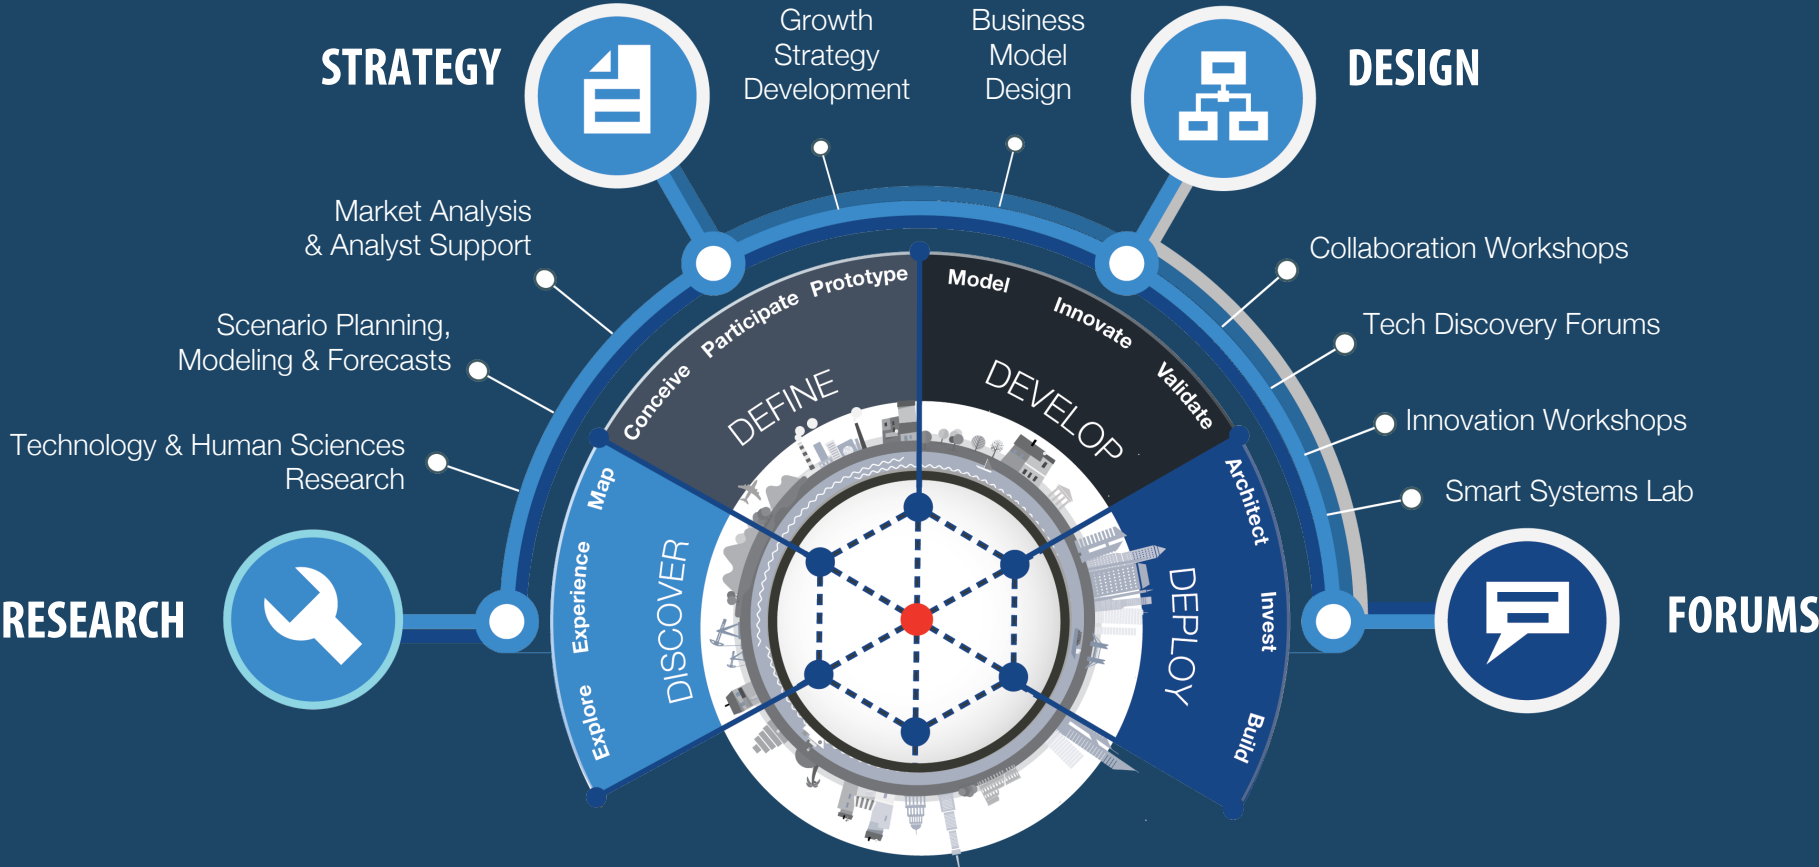 STRATEGY
Growth
Strategy
Development
Business
Model
Design
DESIGN
Market Analysis
& Analyst Support
Scenario Planning,
Modeling & Forecasts
Technology & Human Sciences
Research
RESEARCH
Collaboration Workshops
Tech Discovery Forums
Innovation Workshops
Smart Systems Lab
FORUMS
Explore
Experience
Map
DISCOVER
Conceive
Participate
Prototype
DEFINE
Model
Innovate
Validate
DEVELOP
Architect
Invest
Build
DEPLOY